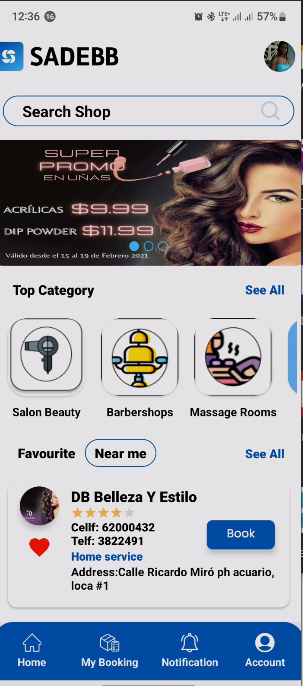 12:36 16 LTE+ 57%
SADEBB
Search Shop
SUPER
PROMO
EN UÑAS
ACRÍLICAS $9.99
DIP POWDER $11.99
Válido desde el 15 al 19 de Febrero 2021
Top Category See All
Salon Beauty Barbershops Massage Rooms
Favourite Near me See All
DB Belleza Y Estilo
Cellf: 62000432
Telf: 3822491
Book
Home service
Address:Calle Ricardo Miró ph acuario,
loca #1
Home My Booking Notification Account